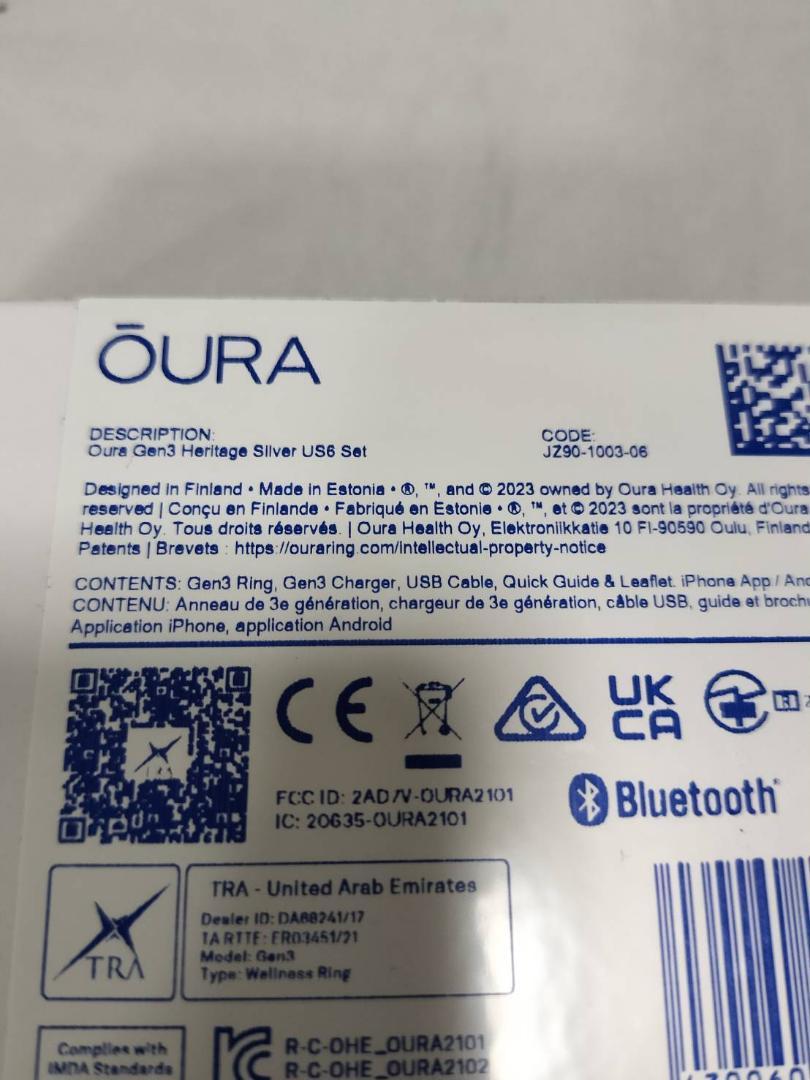 ŌURA
DESCRIPTION:
Oura Gen3 Heritage Silver US6 Set
CODE:
JZ90-1003-06
Designed in Finland • Made in Estonia • ®, ™, and © 2023 owned by Oura Health Oy. All rights
reserved | Conçu en Finlande • Fabriqué en Estonie • ®, ™, et © 2023 sont la propriété d'Oura
Health Oy. Tous droits réservés. | Oura Health Oy, Elektroniikkatie 10 FI-90590 Oulu, Finland
Patents | Brevets : https://ouraring.com/intellectual-property-notice
CONTENTS: Gen3 Ring, Gen3 Charger, USB Cable, Quick Guide & Leaflet. iPhone App /
CONTENU: Anneau de 3e génération, chargeur de 3e génération, câble USB, guide et
Application iPhone, application Android
CE
UK
CA
R
FCC ID: 2AD7V-OURA2101
IC: 20635-OURA2101
Bluetooth®
TRA
TRA - United Arab Emirates
Dealer ID: DA88241/17
TA RTTE: ER03451/21
Model: Gen3
Type: Wellness Ring
Complies with
IMDA Standards
R-C-OHE_OURA2101
R-C-OHE_OURA2102